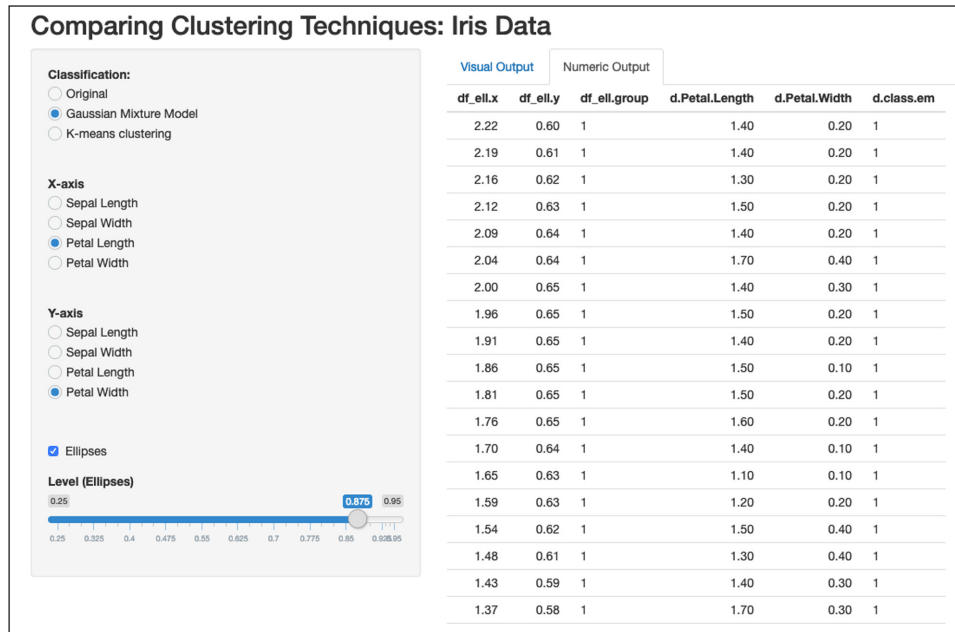 Comparing Clustering Techniques: Iris Data
Classification:
Original
Gaussian Mixture Model
K-means clustering
X-axis
Sepal Length
Sepal Width
Petal Length
Petal Width
Y-axis
Sepal Length
Sepal Width
Petal Length
Petal Width
Ellipses
Level (Ellipses)
0.25 0.875 0.95
0.25 0.325 0.4 0.475 0.55 0.625 0.7 0.775 0.85 0.925 0.95
Visual Output Numeric Output
df_ell.x df_ell.y df_ell.group d.Petal.Length d.Petal.Width d.class.em
2.22 0.60 1 1.40 0.20 1
2.19 0.61 1 1.40 0.20 1
2.16 0.62 1 1.30 0.20 1
2.12 0.63 1 1.50 0.20 1
2.09 0.64 1 1.40 0.20 1
2.04 0.64 1 1.70 0.40 1
2.00 0.65 1 1.40 0.30 1
1.96 0.65 1 1.50 0.20 1
1.91 0.65 1 1.40 0.20 1
1.86 0.65 1 1.50 0.10 1
1.81 0.65 1 1.50 0.20 1
1.76 0.65 1 1.60 0.20 1
1.70 0.64 1 1.40 0.10 1
1.65 0.63 1 1.10 0.10 1
1.59 0.63 1 1.20 0.20 1
1.54 0.62 1 1.50 0.40 1
1.48 0.61 1 1.30 0.40 1
1.43 0.59 1 1.40 0.30 1
1.37 0.58 1 1.70 0.30 1